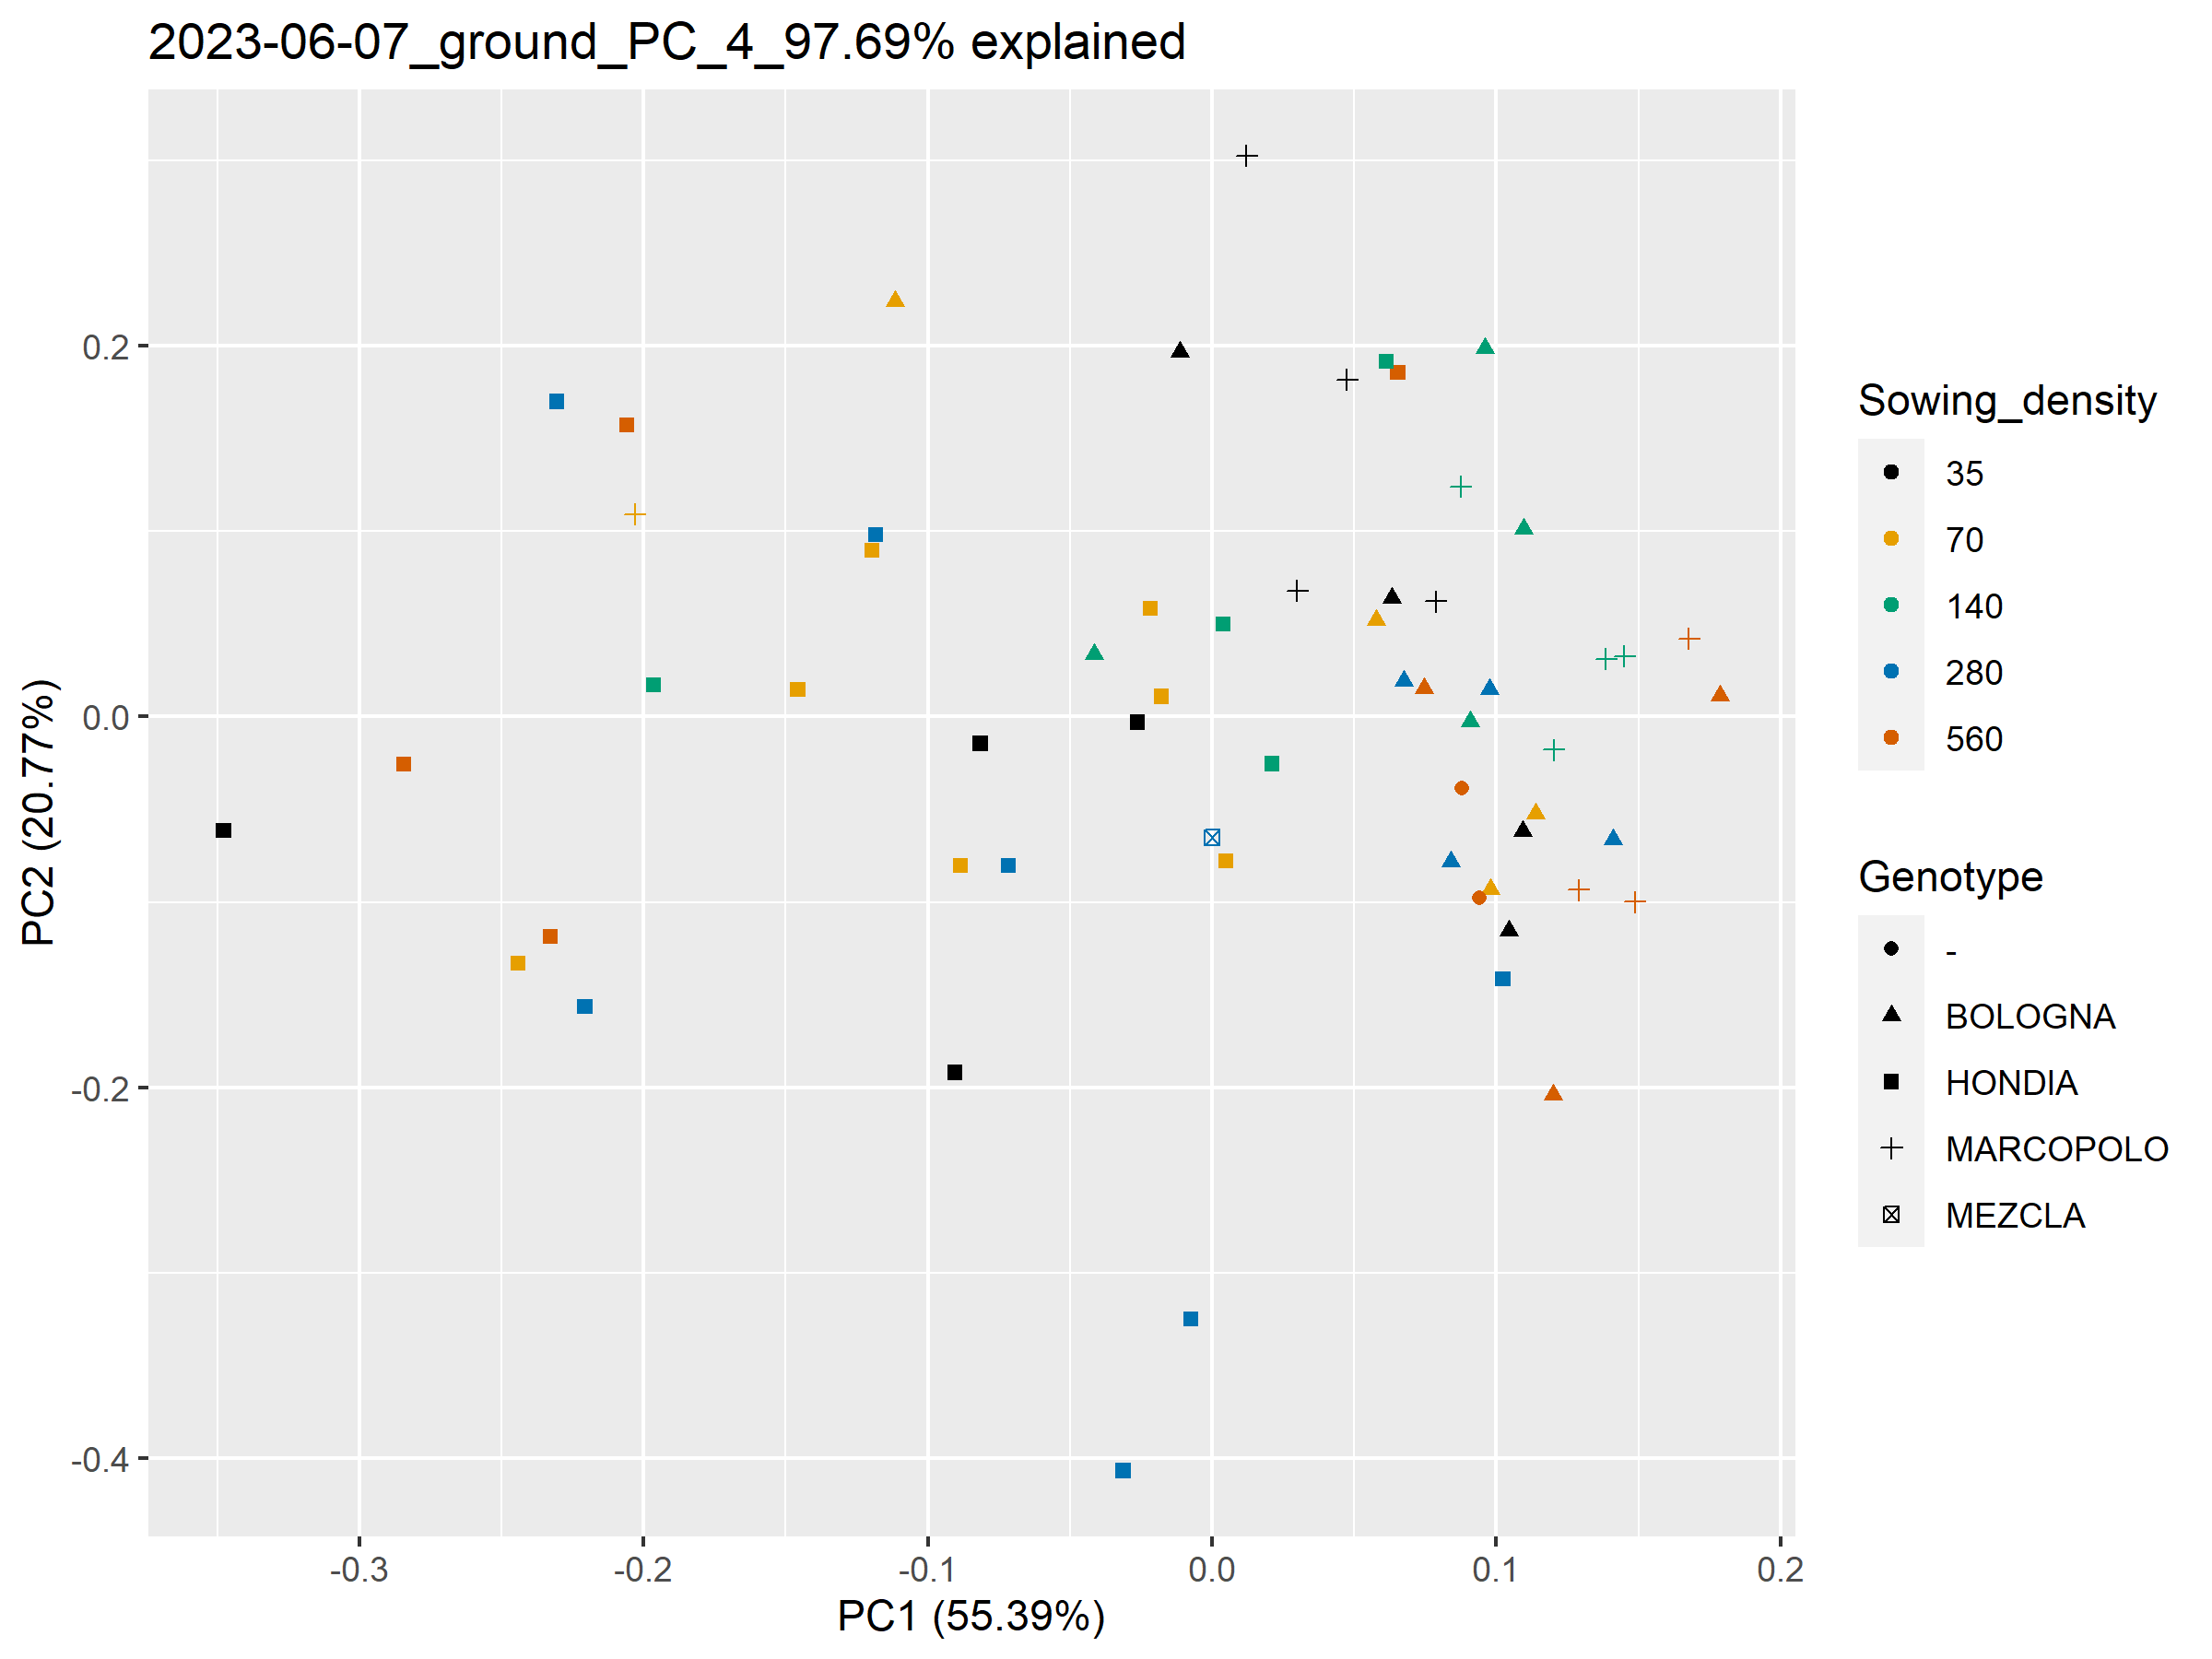 2023-06-07_ground_PC_4_97.69% explained
0.2
0.0
-0.2
-0.4
PC2 (20.77%)
-0.3
-0.2
-0.1
0.0
0.1
0.2
PC1 (55.39%)
Sowing_density
35
70
140
280
560
Genotype
-
BOLOGNA
HONDIA
MARCOPOLO
MEZCLA